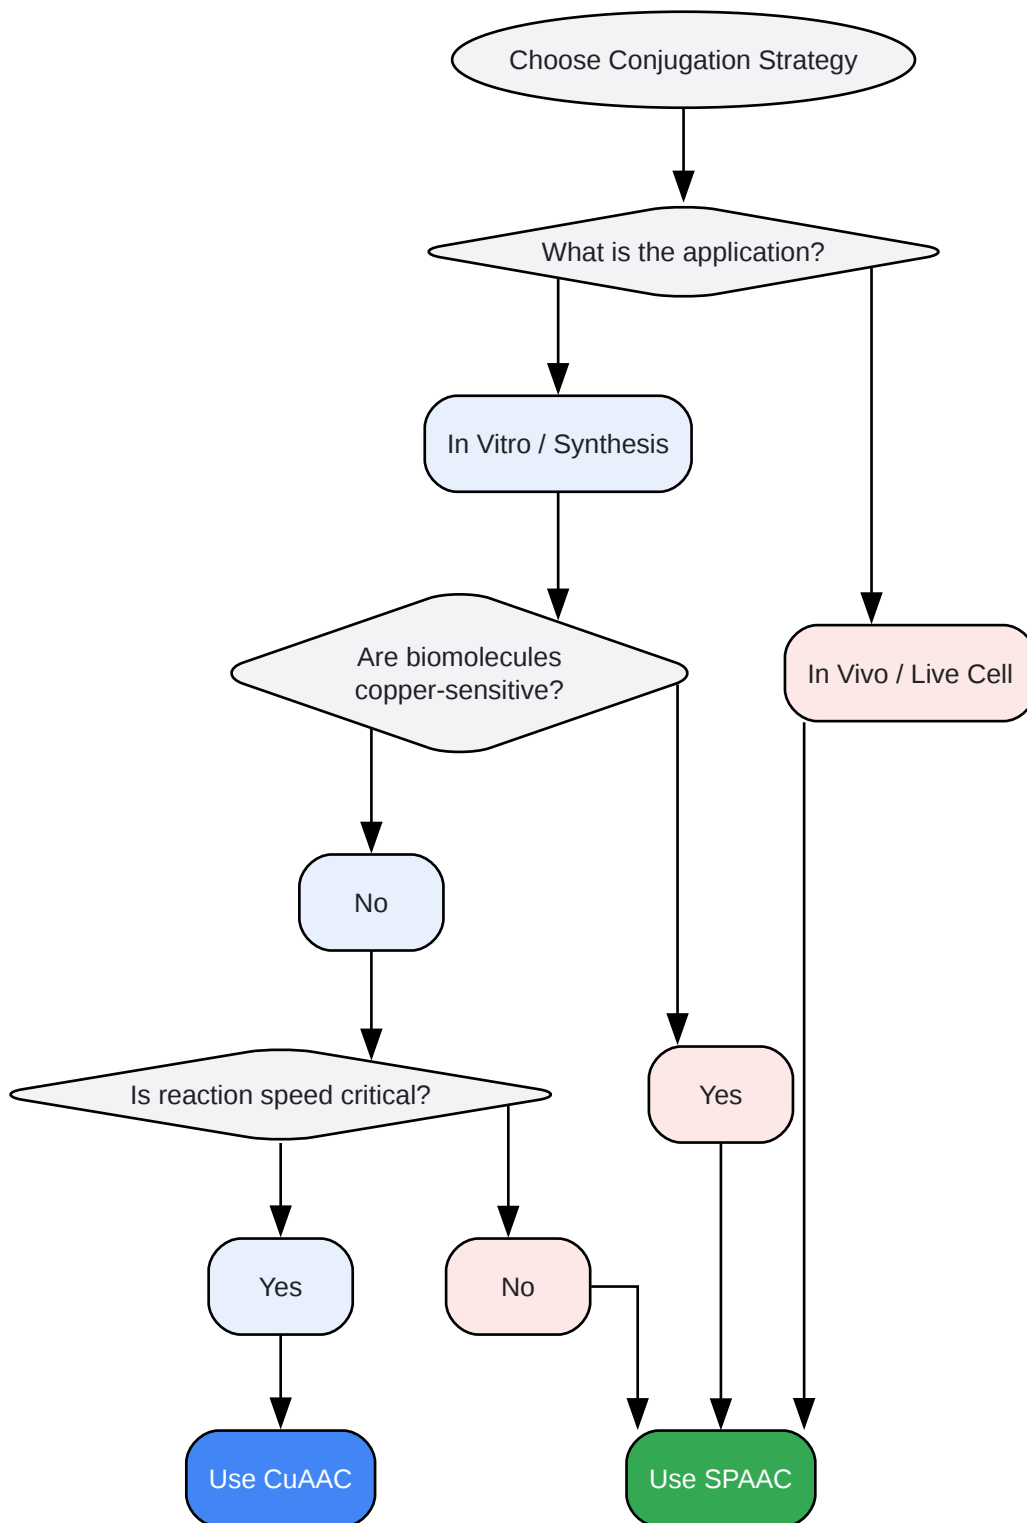 Choose Conjugation Strategy
What is the application?
In Vitro / Synthesis
Are biomolecules
copper-sensitive?
In Vivo / Live Cell
No
Is reaction speed critical?
Yes
Yes
No
Use CuAAC
Use SPAAC